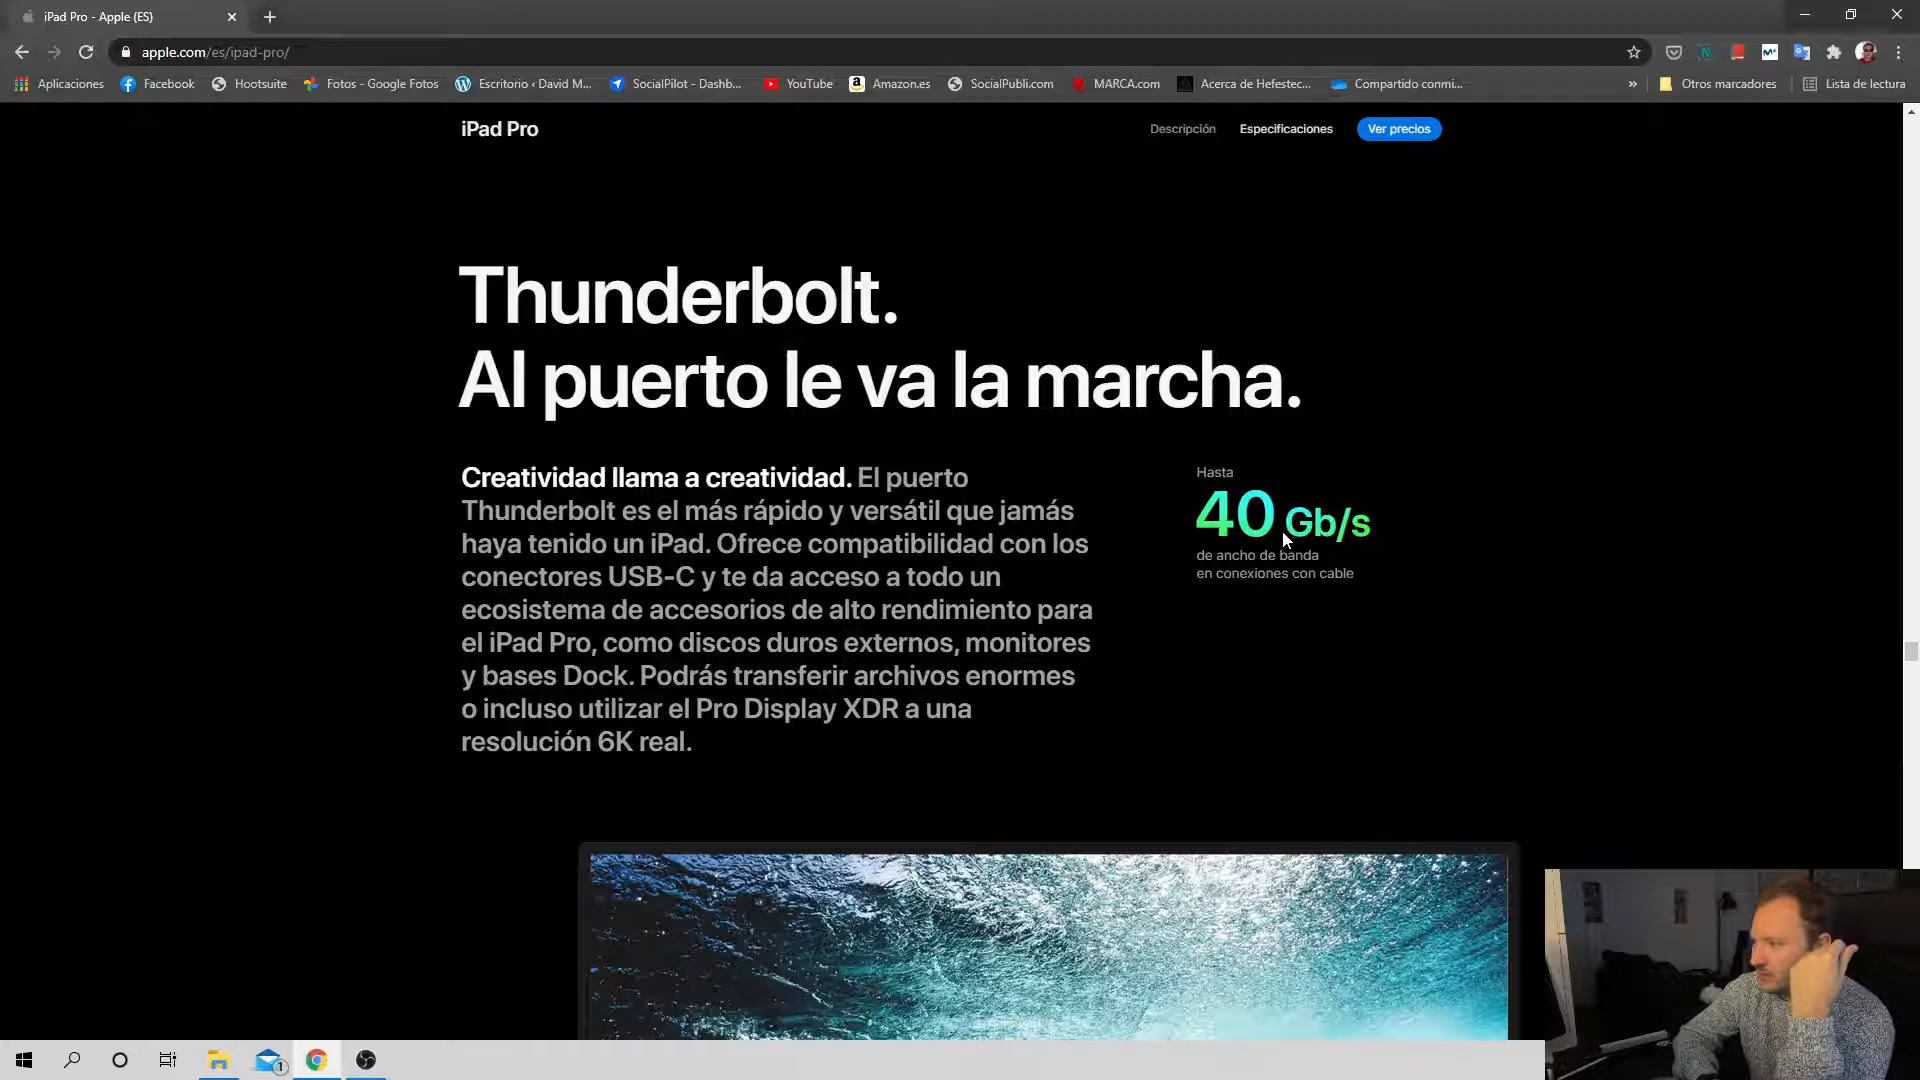 iPad Pro - Apple (ES)
apple.com/es/ipad-pro/
Aplicaciones
Facebook
Hootsuite
Fotos - Google Fotos
Escritorio ‹ David M...
SocialPilot - Dashb...
YouTube
Amazon.es
SocialPubli.com
MARCA.com
Acerca de Hefestec...
Compartido conmi...
»
Otros marcadores
Lista de lectura
iPad Pro
Descripción
Especificaciones
Ver precios
Thunderbolt.
Al puerto le va la marcha.
Creatividad llama a creatividad. El puerto
Thunderbolt es el más rápido y versátil que jamás
haya tenido un iPad. Ofrece compatibilidad con los
conectores USB-C y te da acceso a todo un
ecosistema de accesorios de alto rendimiento para
el iPad Pro, como discos duros externos, monitores
y bases Dock. Podrás transferir archivos enormes
o incluso utilizar el Pro Display XDR a una
resolución 6K real.
Hasta
40 Gb/s
de ancho de banda
en conexiones con cable
1